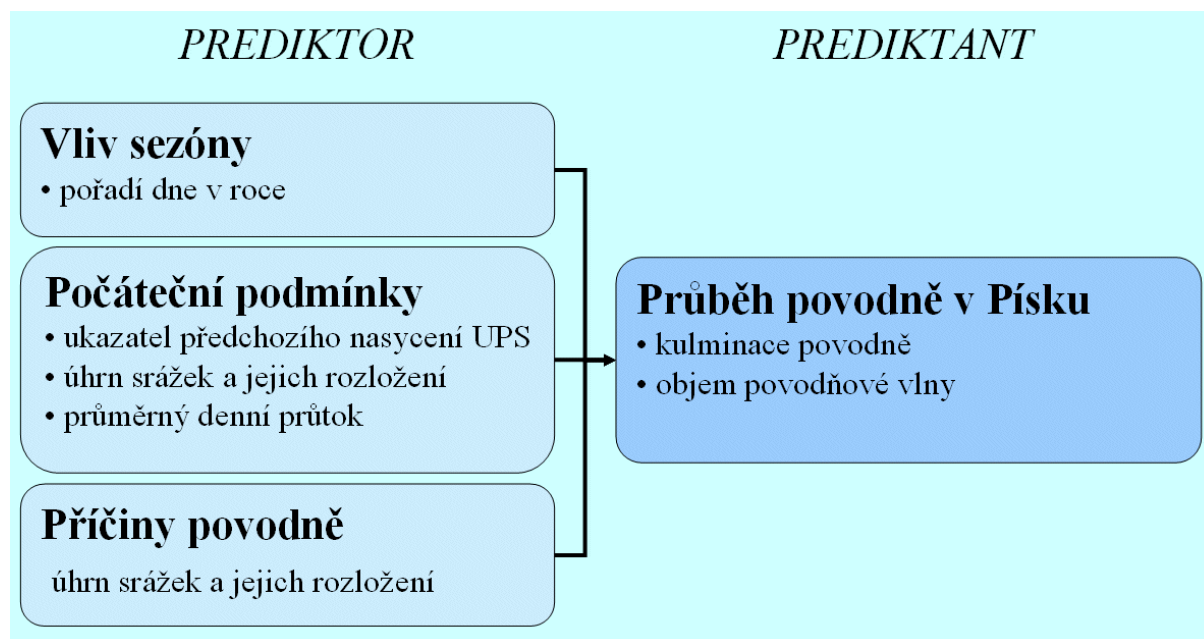 PREDIKTOR
PREDIKTANT
Vliv sezóny
• pořadí dne v roce
Počáteční podmínky
• ukazatel předchozího nasycení UPS
• úhrn srážek a jejich rozložení
• průměrný denní průtok
Příčiny povodně
úhrn srážek a jejich rozložení
Průběh povodně v Písku
• kulminace povodně
• objem povodňové vlny